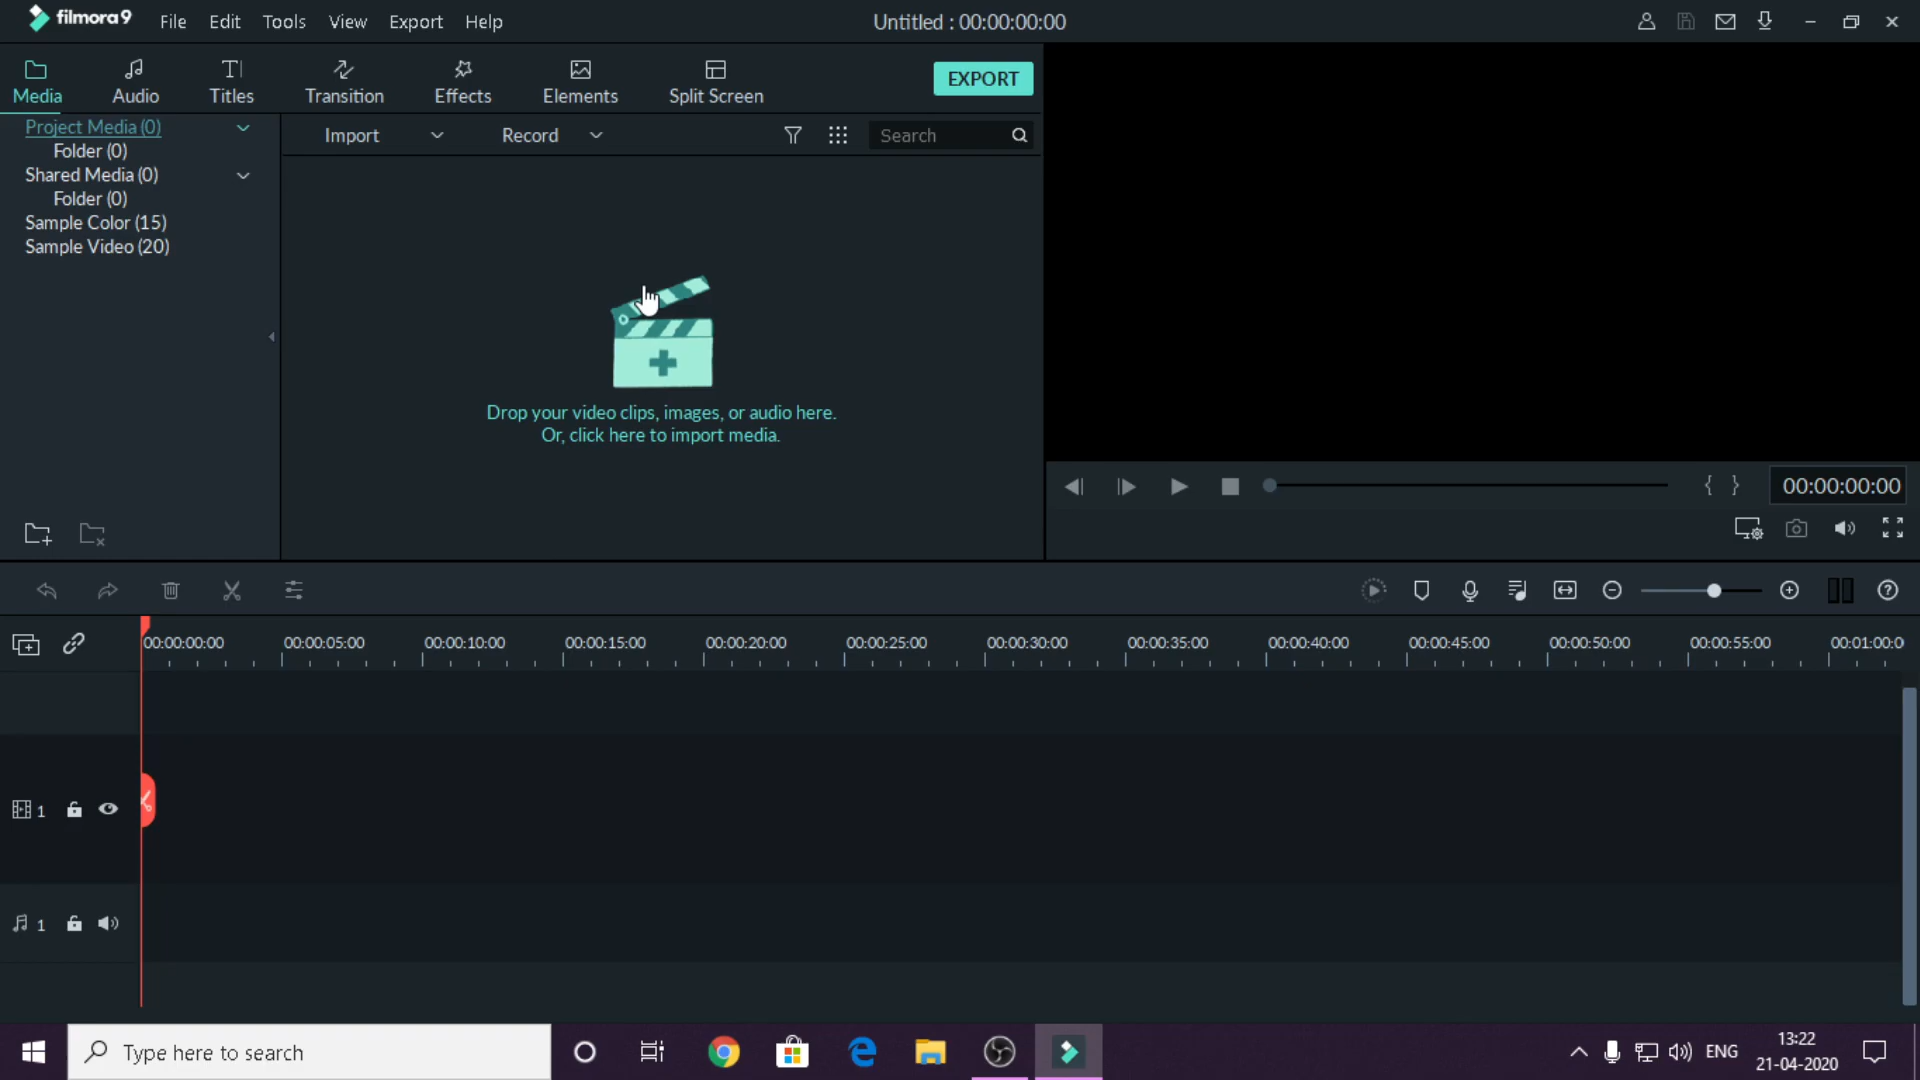 filmora9 File Edit Tools View Export Help Untitled : 00:00:00:00
Media Audio Titles Transition Effects Elements Split Screen EXPORT
Project Media (0)
Folder (0)
Shared Media (0)
Folder (0)
Sample Color (15)
Sample Video (20)
Import Record Search
Drop your video clips, images, or audio here.
Or, click here to import media.
{ } 00:00:00:00
00:00:00:00 00:00:05:00 00:00:10:00 00:00:15:00 00:00:20:00 00:00:25:00 00:00:30:00 00:00:35:00 00:00:40:00 00:00:45:00 00:00:50:00 00:00:55:00 00:01:00:0
1
1
Type here to search
ENG
13:22
21-04-2020